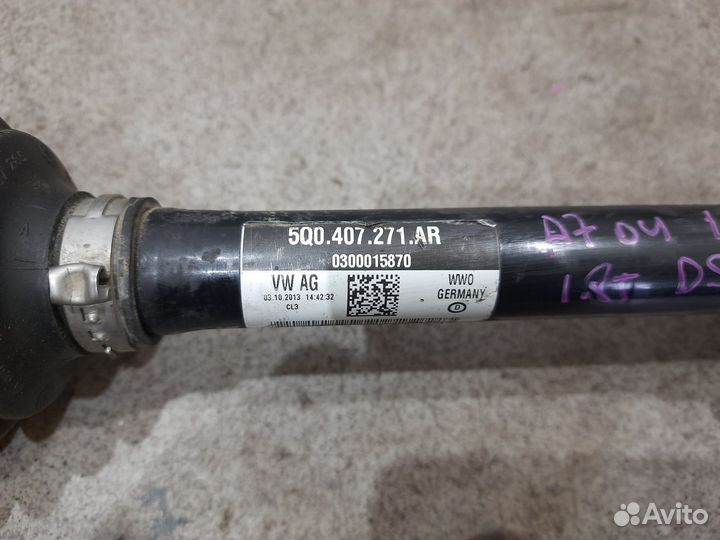 5Q0.407.271.AR
0300015870
VW AG
03.10.2013 14:42:32
CL3
WWO
GERMANY
D
A7 04
1.8T DS
Avito